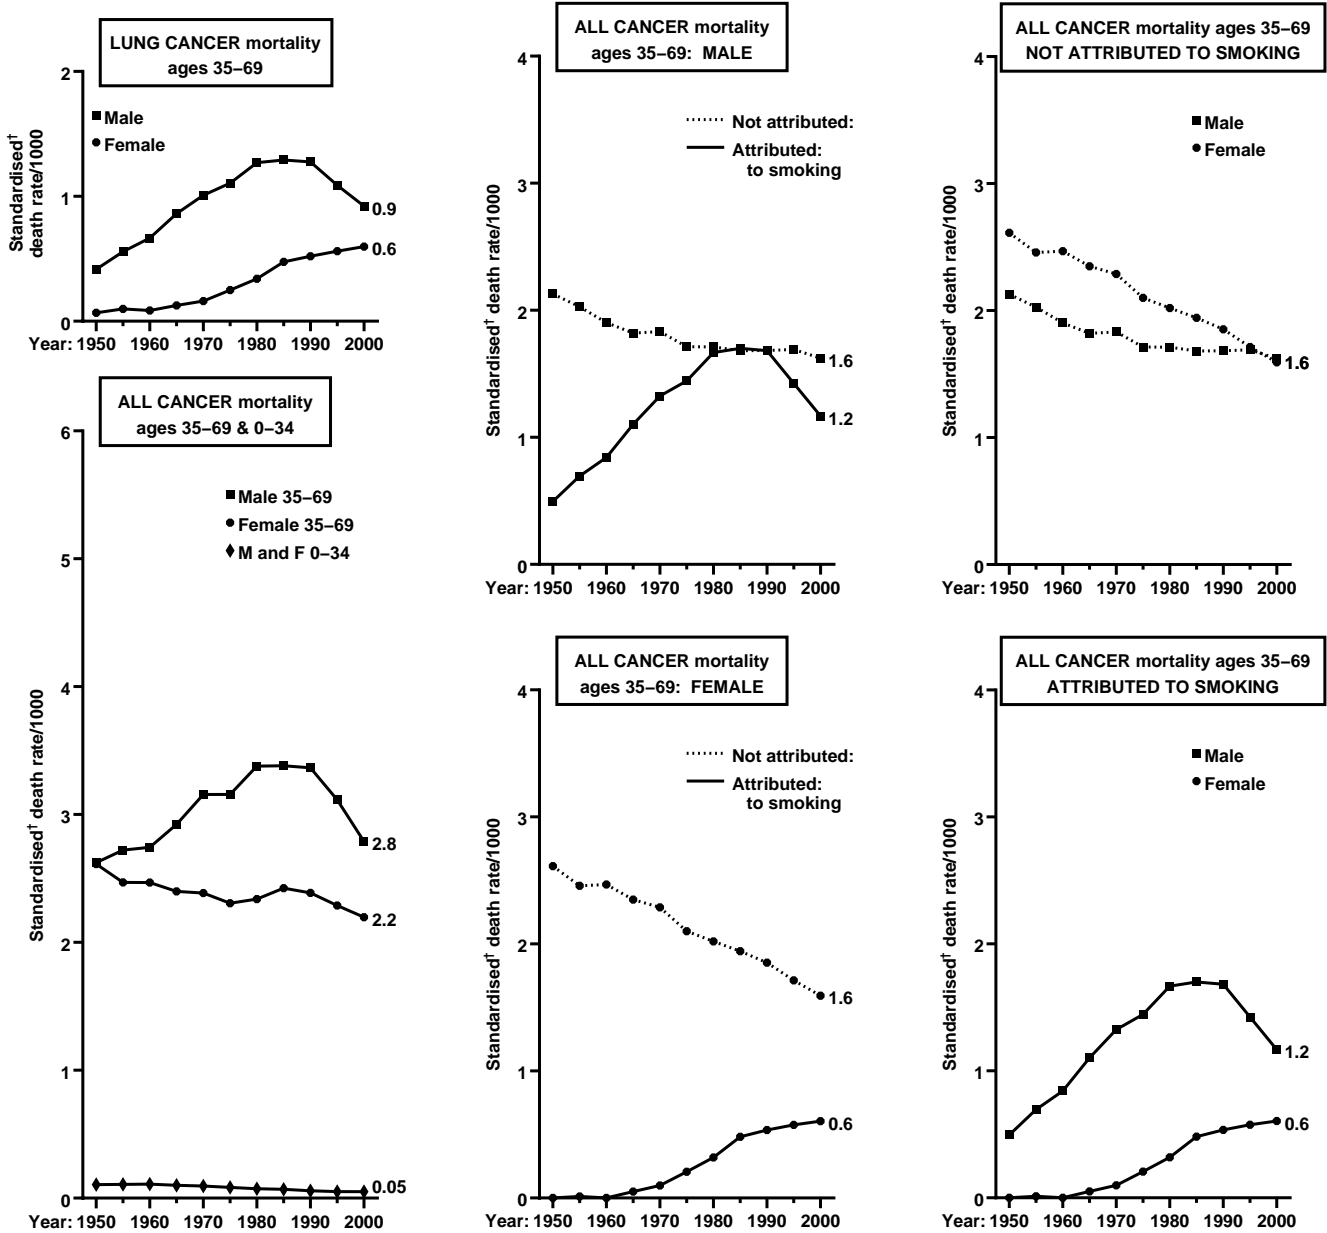 LUNG CANCER mortality
ages 35–69
2
1
0
Standardised†
death rate/1000
Male
Female
0.9
0.6
Year: 1950 1960 1970 1980 1990 2000
ALL CANCER mortality
ages 35–69 & 0–34
6
5
4
3
2
1
0
Standardised† death rate/1000
Male 35–69
Female 35–69
M and F 0–34
2.8
2.2
0.05
Year: 1950 1960 1970 1980 1990 2000
ALL CANCER mortality
ages 35–69: MALE
4
3
2
1
0
Standardised† death rate/1000
Not attributed:
Attributed:
to smoking
1.6
1.2
Year: 1950 1960 1970 1980 1990 2000
ALL CANCER mortality
ages 35–69: FEMALE
4
3
2
1
0
Standardised† death rate/1000
Not attributed:
Attributed:
to smoking
1.6
0.6
Year: 1950 1960 1970 1980 1990 2000
ALL CANCER mortality ages 35–69
NOT ATTRIBUTED TO SMOKING
4
3
2
1
0
Standardised† death rate/1000
Male
Female
1.6
Year: 1950 1960 1970 1980 1990 2000
ALL CANCER mortality ages 35–69
ATTRIBUTED TO SMOKING
4
3
2
1
0
Standardised† death rate/1000
Male
Female
1.2
0.6
Year: 1950 1960 1970 1980 1990 2000